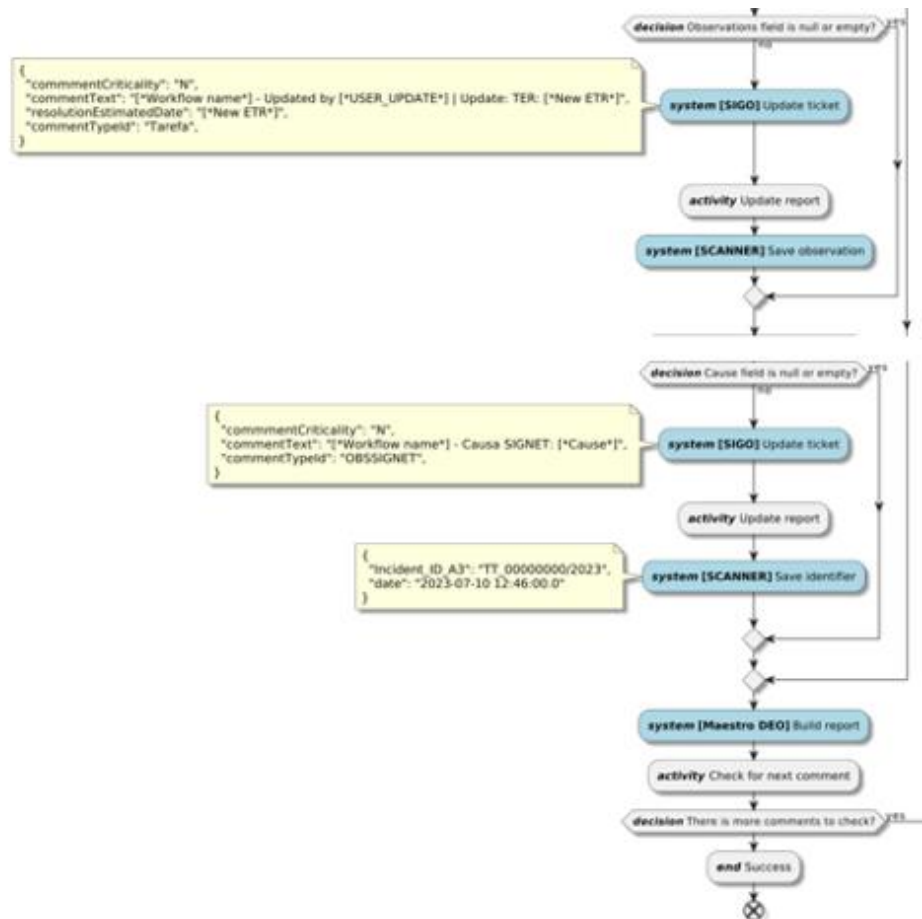 decision Observations field is null or empty?
yes
no
{
"commmentCriticality": "N",
"commentText": "[*Workflow name*] - Updated by [*USER_UPDATE*] | Update: TER: [*New ETR*]",
"resolutionEstimatedDate": "[*New ETR*]",
"commentTypeId": "Tarefa",
}
system [SIGO] Update ticket
activity Update report
system [SCANNER] Save observation
decision Cause field is null or empty?
yes
no
{
"commmentCriticality": "N",
"commentText": "[*Workflow name*] - Causa SIGNET: [*Cause*]",
"commentTypeId": "OBSSIGNET",
}
system [SIGO] Update ticket
activity Update report
{
"Incident_ID_A3": "TT_00000000/2023",
"date": "2023-07-10 12:46:00.0"
}
system [SCANNER] Save identifier
system [Maestro DEO] Build report
activity Check for next comment
decision There is more comments to check?
yes
end Success